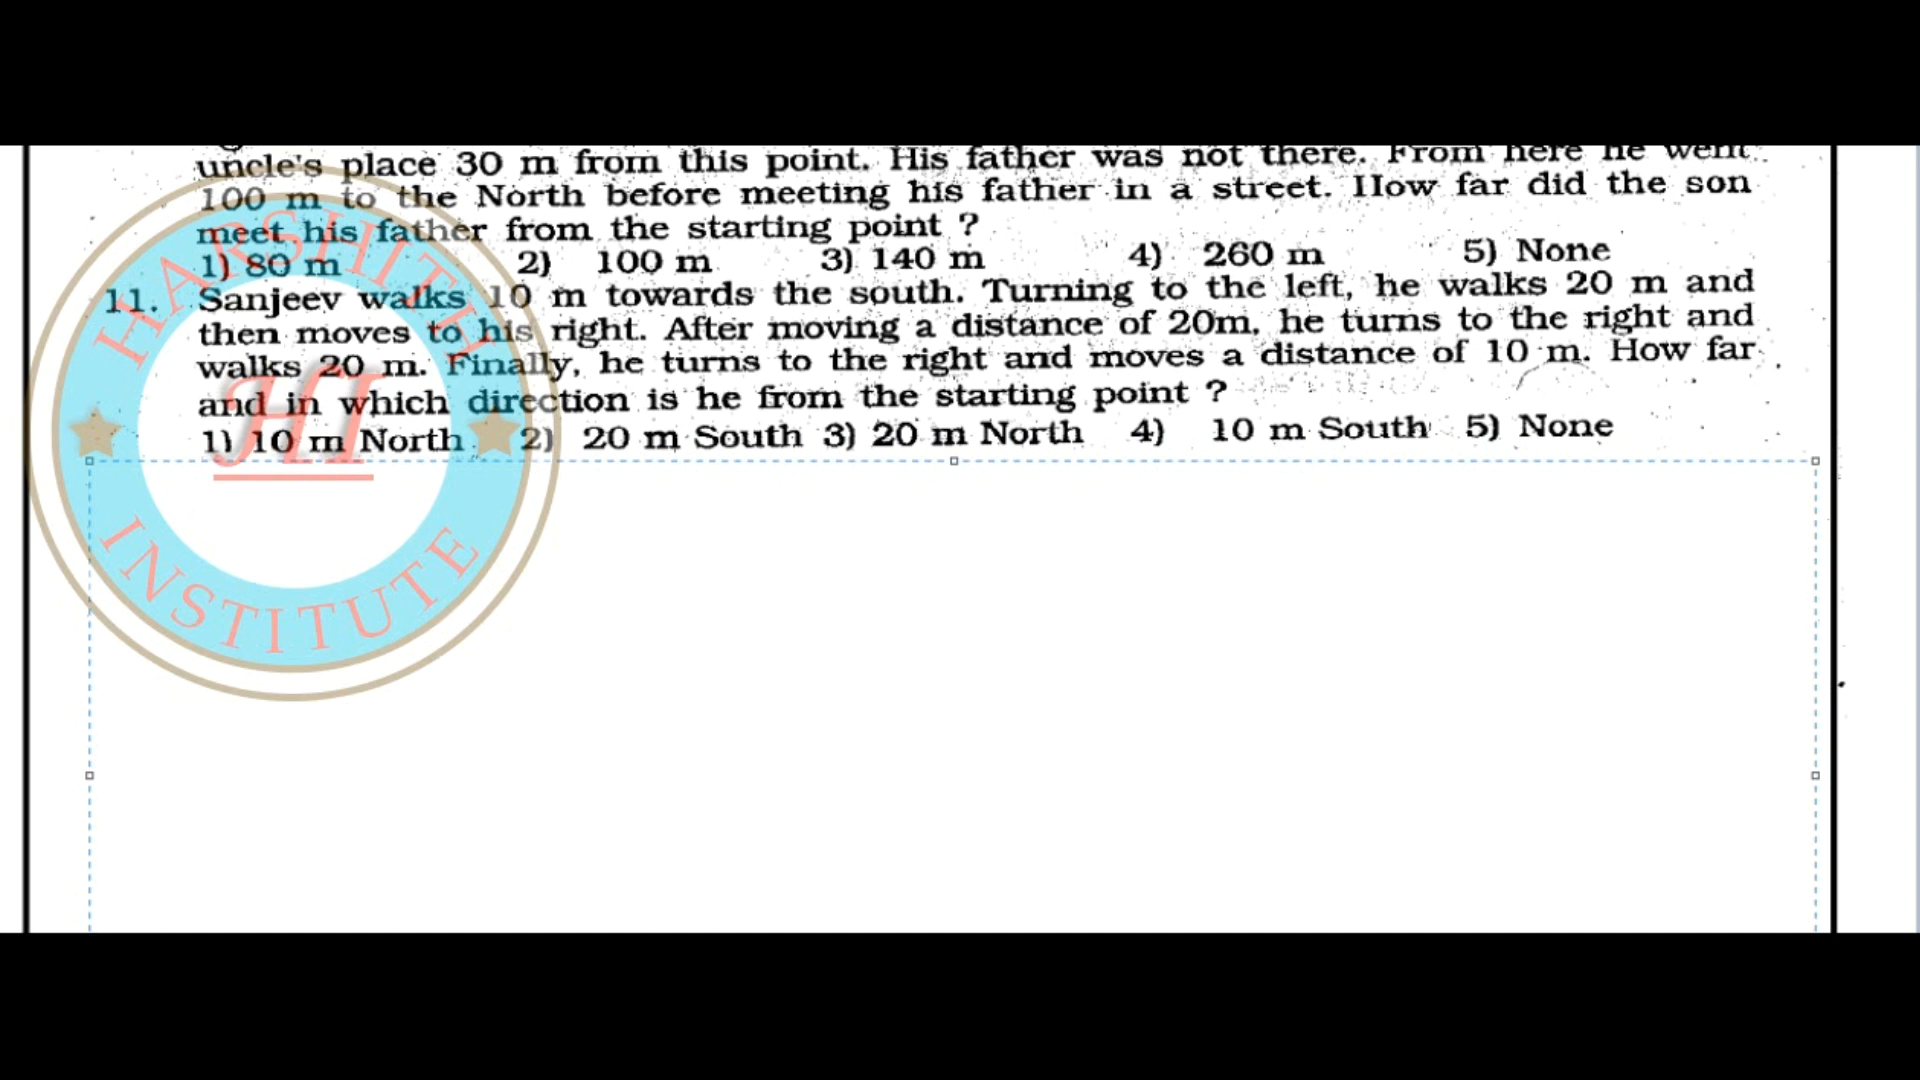 uncle's place 30 m from this point. His father was not there. From here he went
100 m to the North before meeting his father in a street. How far did the son
meet his father from the starting point ?
1) 80 m 2) 100 m 3) 140 m 4) 260 m 5) None
11. Sanjeev walks 10 m towards the south. Turning to the left, he walks 20 m and
then moves to his right. After moving a distance of 20m, he turns to the right and
walks 20 m. Finally, he turns to the right and moves a distance of 10 m. How far
and in which direction is he from the starting point ?
1) 10 m North 2) 20 m South 3) 20 m North 4) 10 m South 5) None
HARSHITH
HI
INSTITUTE